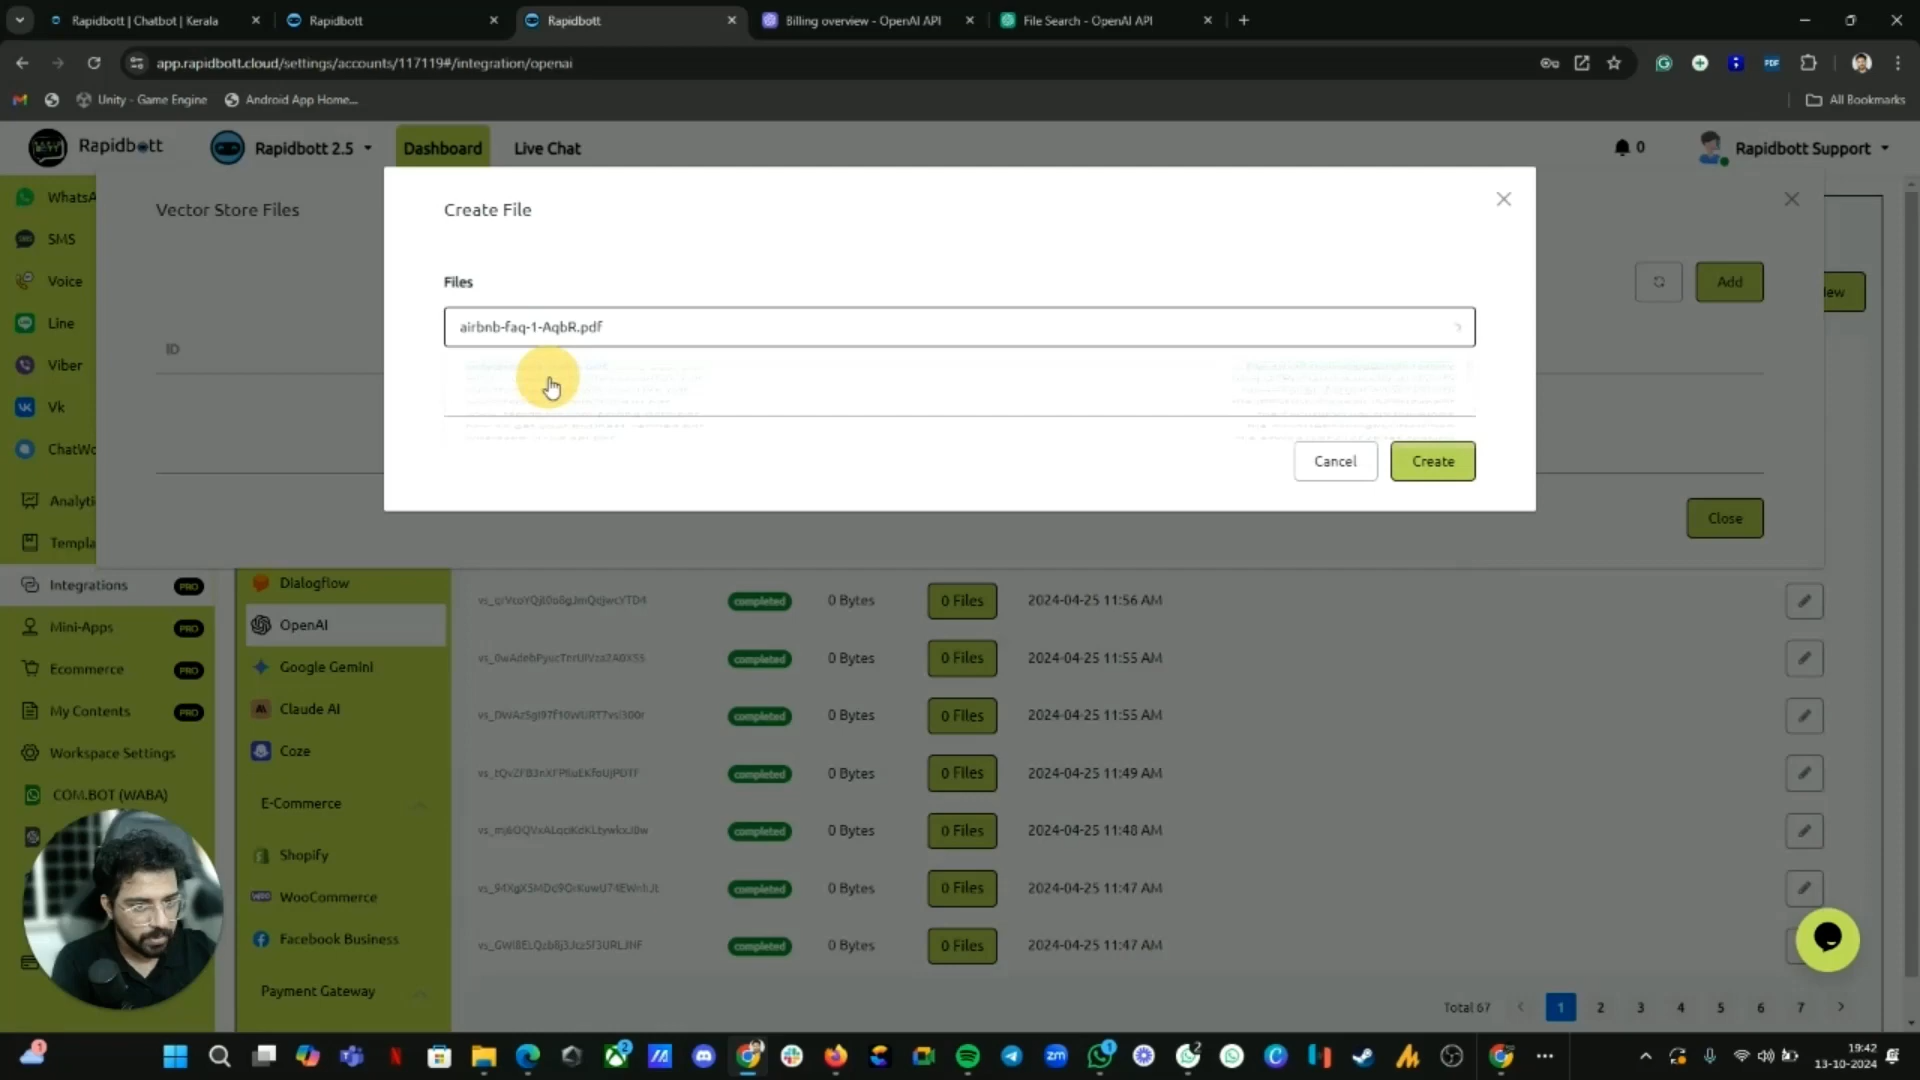 Rapidbott | Chatbot | Kerala
Rapidbott
Rapidbott
Billing overview - OpenAI API
File Search - OpenAI API
app.rapidbott.cloud/settings/accounts/117119#/integration/openai
Unity - Game Engine
Android App Home...
All Bookmarks
Rapidbott
Rapidbott 2.5
Dashboard
Live Chat
0
Rapidbott Support
Vector Store Files
Create File
Files
airbnb-faq-1-AqbR.pdf
Cancel
Create
Add
ID
Close
SMS
Voice
Line
Viber
Vk
Integrations PRO
Mini-Apps PRO
Ecommerce PRO
My Contents PRO
Workspace Settings
COM.BOT (WABA)
Dialogflow
OpenAI
Google Gemini
Claude AI
Coze
E-Commerce
Shopify
WooCommerce
Facebook Business
Payment Gateway
completed 0 Bytes 0 Files 2024-04-25 11:56 AM
completed 0 Bytes 0 Files 2024-04-25 11:55 AM
completed 0 Bytes 0 Files 2024-04-25 11:55 AM
completed 0 Bytes 0 Files 2024-04-25 11:49 AM
completed 0 Bytes 0 Files 2024-04-25 11:48 AM
completed 0 Bytes 0 Files 2024-04-25 11:47 AM
completed 0 Bytes 0 Files 2024-04-25 11:47 AM
Total 67 1 2 3 4 5 6 7
19:42
13-10-2024